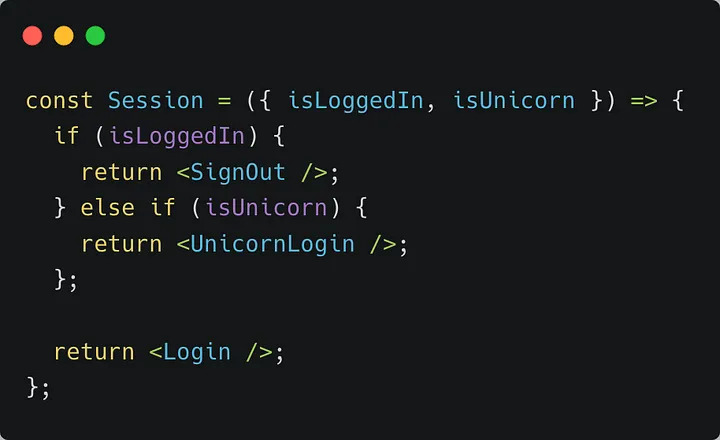 const Session = ({ isLoggedIn, isUnicorn }) => {
  if (isLoggedIn) {
    return <SignOut />;
  } else if (isUnicorn) {
    return <UnicornLogin />;
  };

  return <Login />;
};